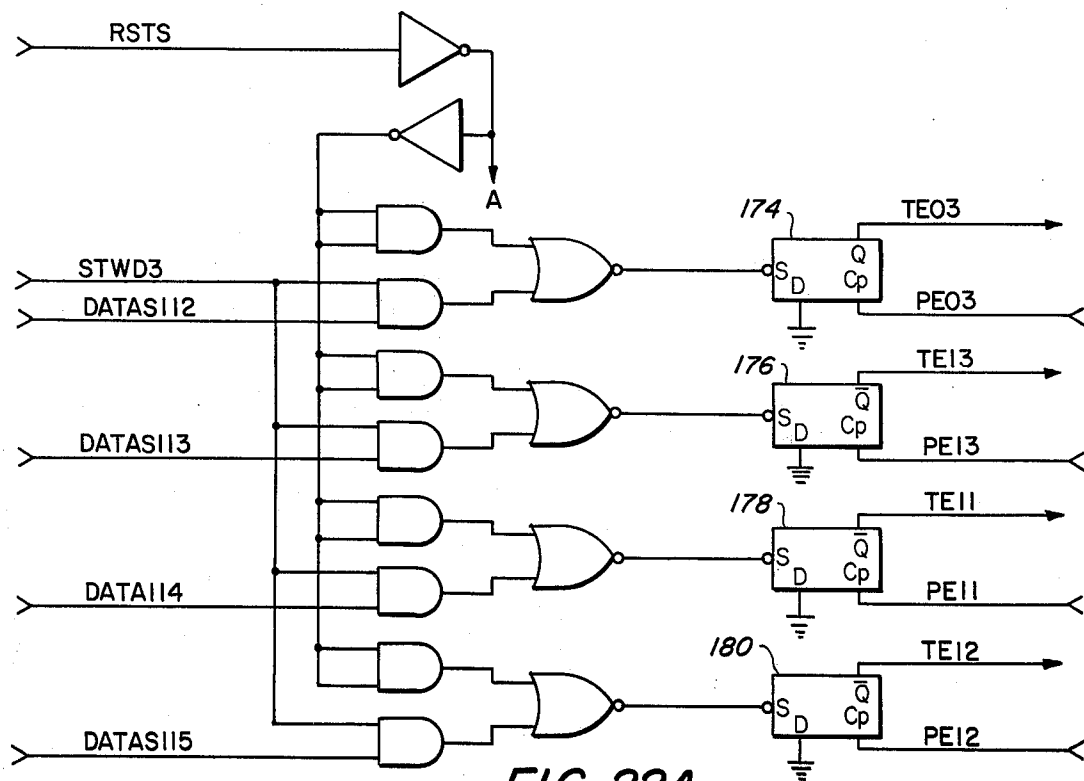 RSTS
A
174
TE03
Q
STWD3
S
D
Cp
DATAS112
PE03
176
TE13
Q̅
S
D
Cp
DATAS113
PE13
178
TE11
Q̅
S
D
Cp
DATA114
PE11
180
TE12
Q̅
S
D
Cp
DATAS115
PE12